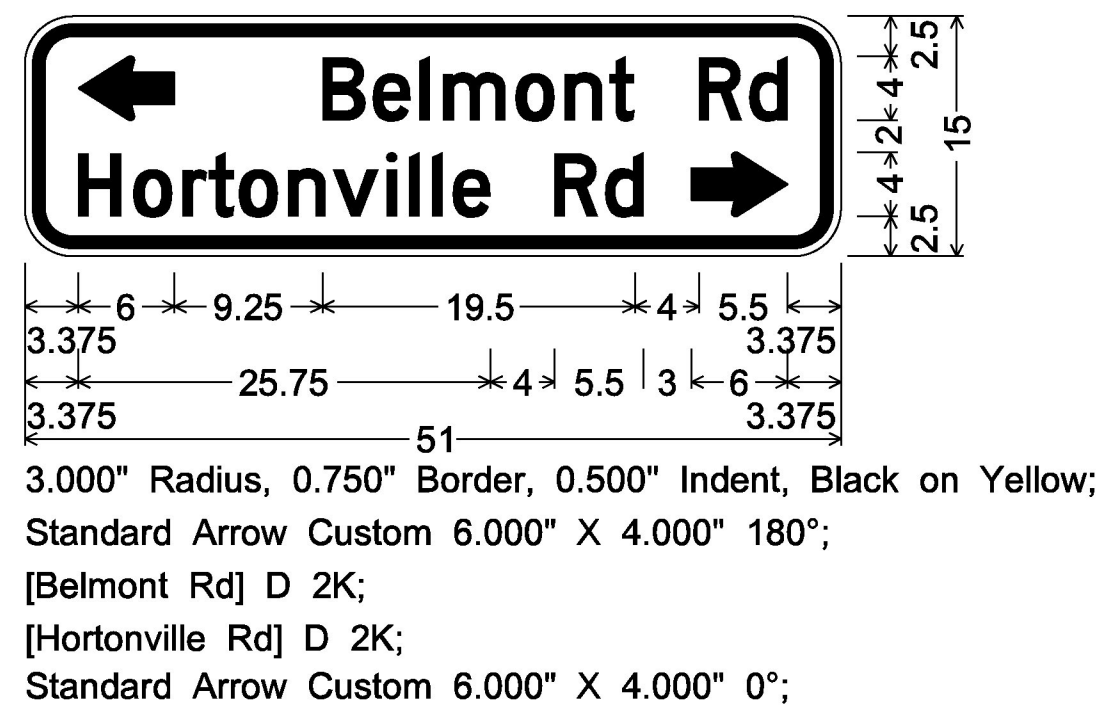 Belmont Rd
Hortonville Rd
2.5
4
2
4
2.5
15
6 9.25 19.5 4 5.5
3.375 3.375
25.75 4 5.5 3 6
3.375 3.375
51
3.000" Radius, 0.750" Border, 0.500" Indent, Black on Yellow;
Standard Arrow Custom 6.000" X 4.000" 180°;
[Belmont Rd] D 2K;
[Hortonville Rd] D 2K;
Standard Arrow Custom 6.000" X 4.000" 0°;